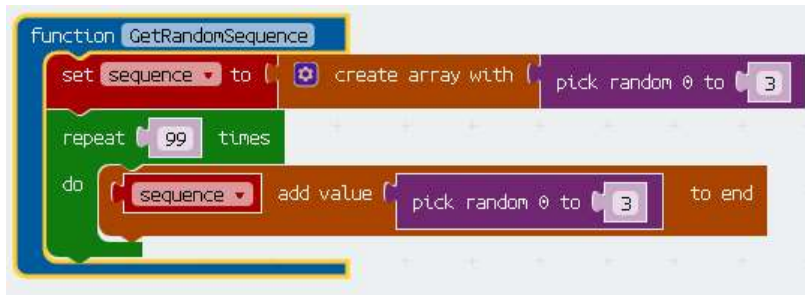 function GetRandomSequence
set sequence to create array with pick random 0 to 3
repeat 99 times
do sequence add value pick random 0 to 3 to end